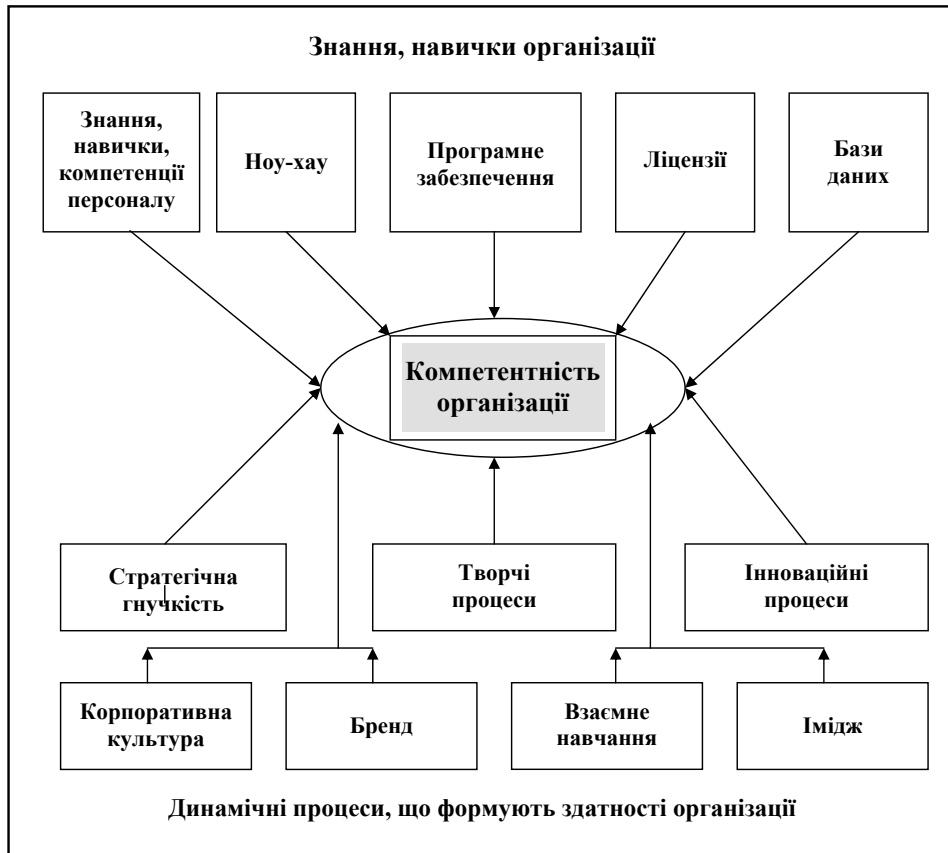 Знання, навички організації
Знання,
навички,
компетенції
персоналу
Ноу-хау
Програмне
забезпечення
Ліцензії
Бази
даних
Компетентність
організації
Стратегічна
гнучкість
Творчі
процеси
Інноваційні
процеси
Корпоративна
культура
Бренд
Взаємне
навчання
Імідж
Динамічні процеси, що формують здатності організації